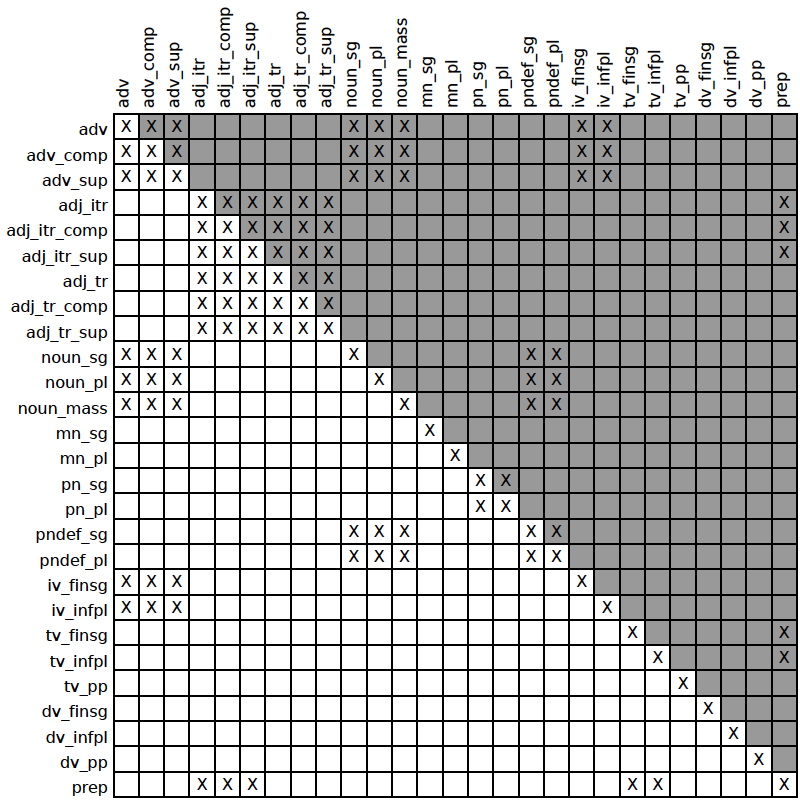 adv adv_comp adv_sup adj_itr adj_itr_comp adj_itr_sup adj_tr adj_tr_comp adj_tr_sup noun_sg noun_pl noun_mass mn_sg mn_pl pn_sg pn_pl pndef_sg pndef_pl iv_finsg iv_infpl tv_finsg tv_infpl tv_pp dv_finsg dv_infpl dv_pp prep
adv X X X X X X X X
adv_comp X X X X X X X X
adv_sup X X X X X X X X
adj_itr X X X X X X X
adj_itr_comp X X X X X X X
adj_itr_sup X X X X X X X
adj_tr X X X X X X
adj_tr_comp X X X X X X
adj_tr_sup X X X X X X
noun_sg X X X X X X
noun_pl X X X X X X
noun_mass X X X X X X
mn_sg X
mn_pl X
pn_sg X X
pn_pl X X
pndef_sg X X X X X
pndef_pl X X X X X
iv_finsg X X X X
iv_infpl X X X X
tv_finsg X X
tv_infpl X X
tv_pp X
dv_finsg X
dv_infpl X
dv_pp X
prep X X X X X X